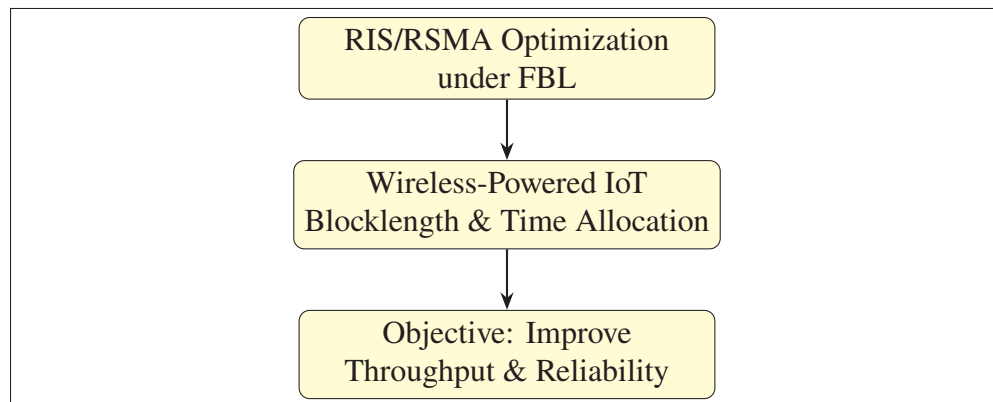 RIS/RSMA Optimization
under FBL
Wireless-Powered IoT
Blocklength & Time Allocation
Objective: Improve
Throughput & Reliability